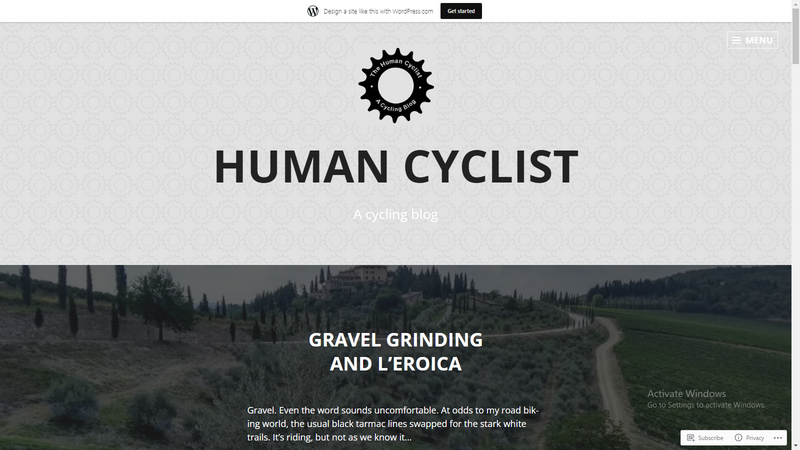 Design a site like this with WordPress.com
Get started
MENU
The Human Cyclist
A Cycling Blog
HUMAN CYCLIST
A cycling blog
GRAVEL GRINDING
AND L’EROICA
Gravel. Even the word sounds uncomfortable. At odds to my road bik-
ing world, the usual black tarmac lines swapped for the stark white
trails. It’s riding, but not as we know it…
Activate Windows
Go to Settings to activate Windows.
Subscribe
Privacy